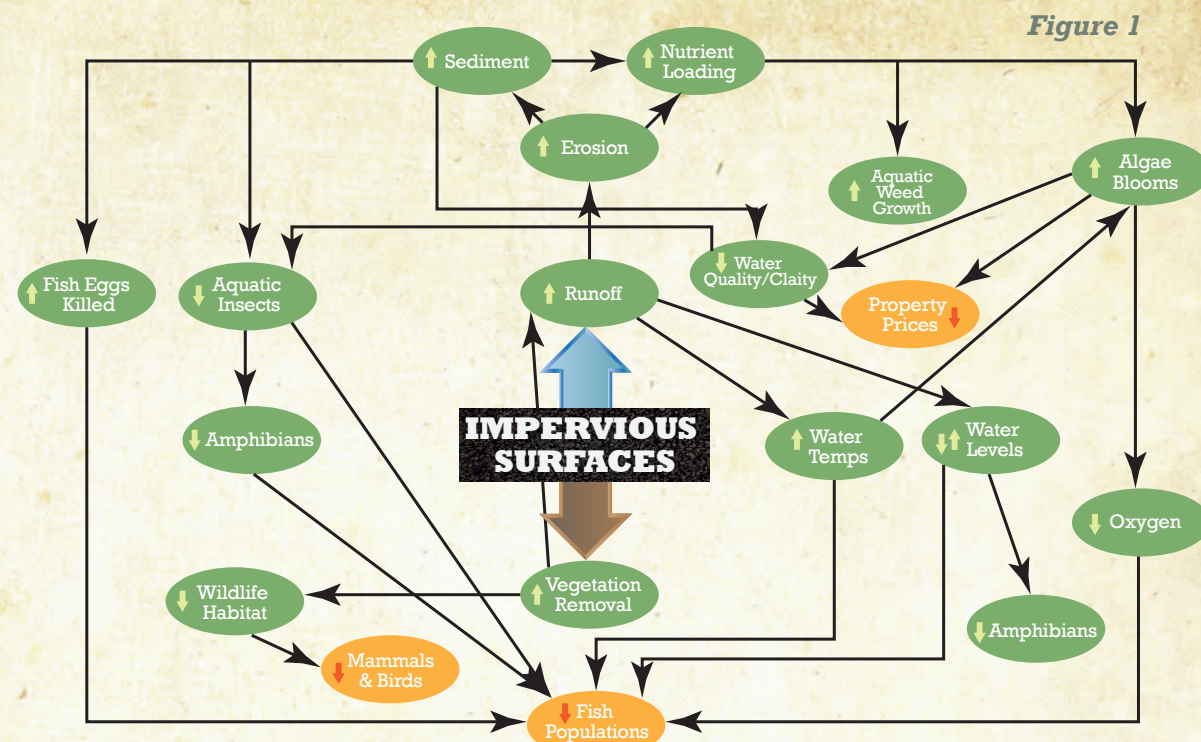 Figure 1
Sediment
Nutrient
Loading
Erosion
Algae
Blooms
Aquatic
Weed
Growth
Fish Eggs
Killed
Aquatic
Insects
Runoff
Water
Quality/Claity
Property
Prices
Amphibians
IMPERVIOUS
SURFACES
Water
Temps
Water
Levels
Oxygen
Wildlife
Habitat
Vegetation
Removal
Amphibians
Mammals
& Birds
Fish
Populations